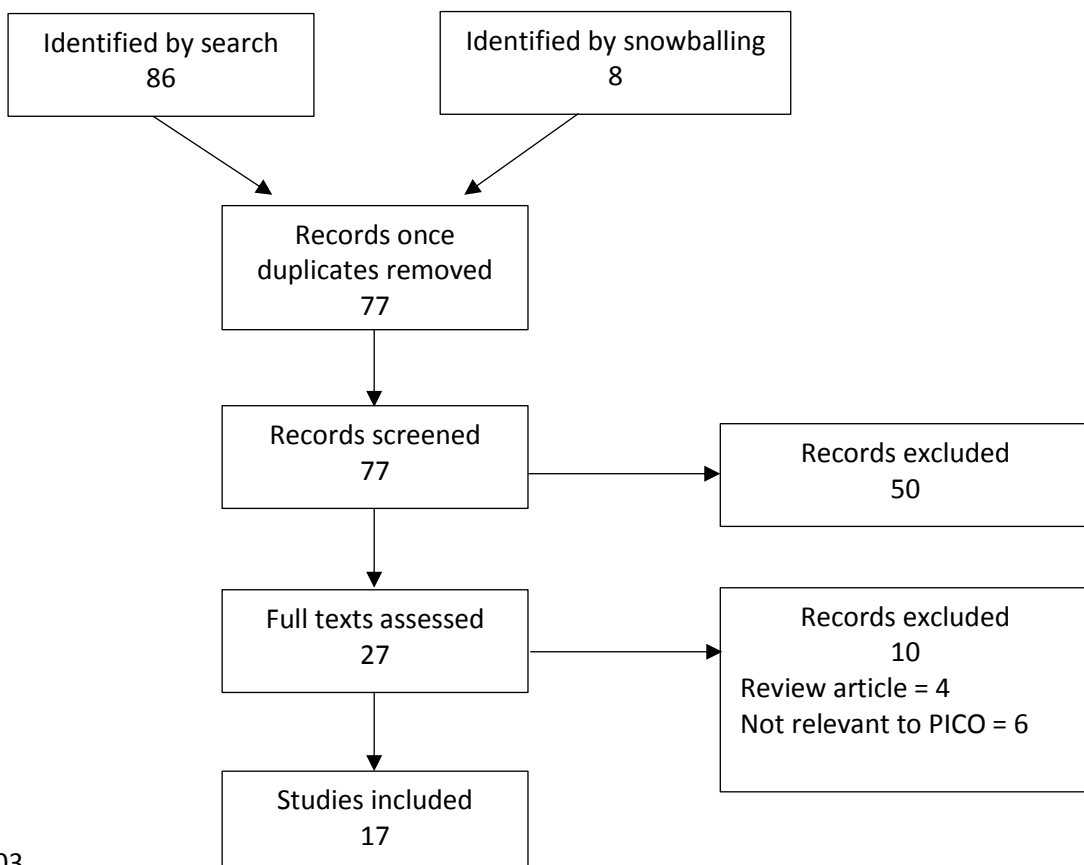 Identified by search
86
Identified by snowballing
8
Records once
duplicates removed
77
Records screened
77
Records excluded
50
Full texts assessed
27
Records excluded
10
Review article = 4
Not relevant to PICO = 6
Studies included
17